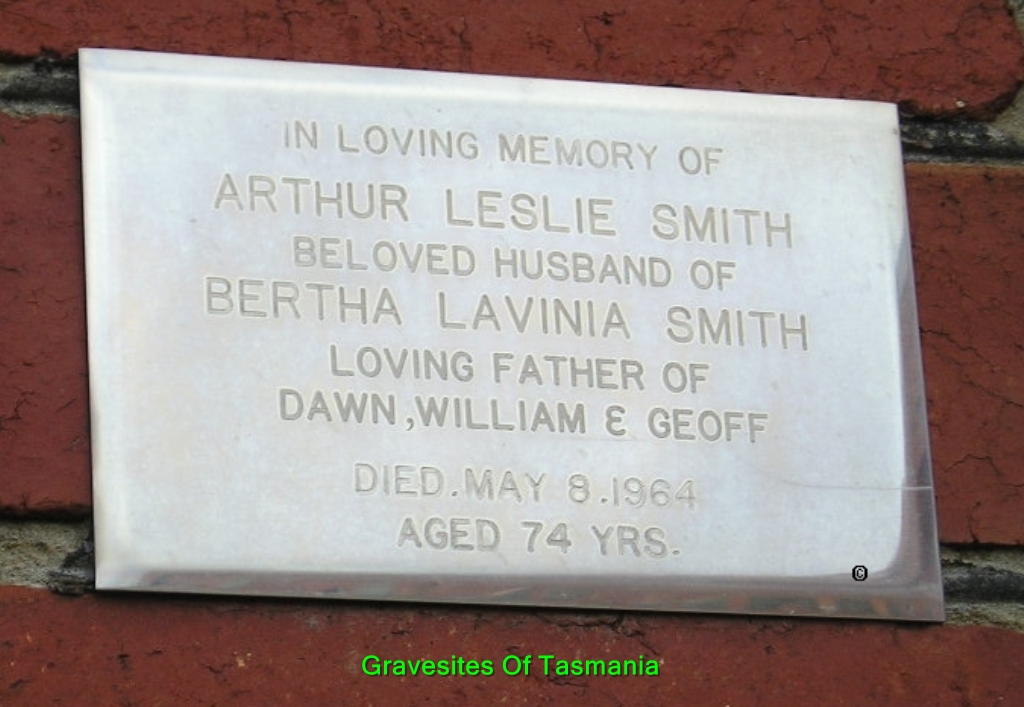 IN LOVING MEMORY OF
ARTHUR LESLIE SMITH
BELOVED HUSBAND OF
BERTHA LAVINIA SMITH
LOVING FATHER OF
DAWN, WILLIAM & GEOFF
DIED. MAY 8. 1964
AGED 74 YRS.
©
Gravesites Of Tasmania